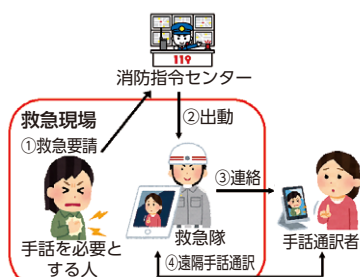 119
消防指令センター
救急現場
②出動
①救急要請
③連絡
救急隊
手話通訳者
手話を必要と
する人
④遠隔手話通訳